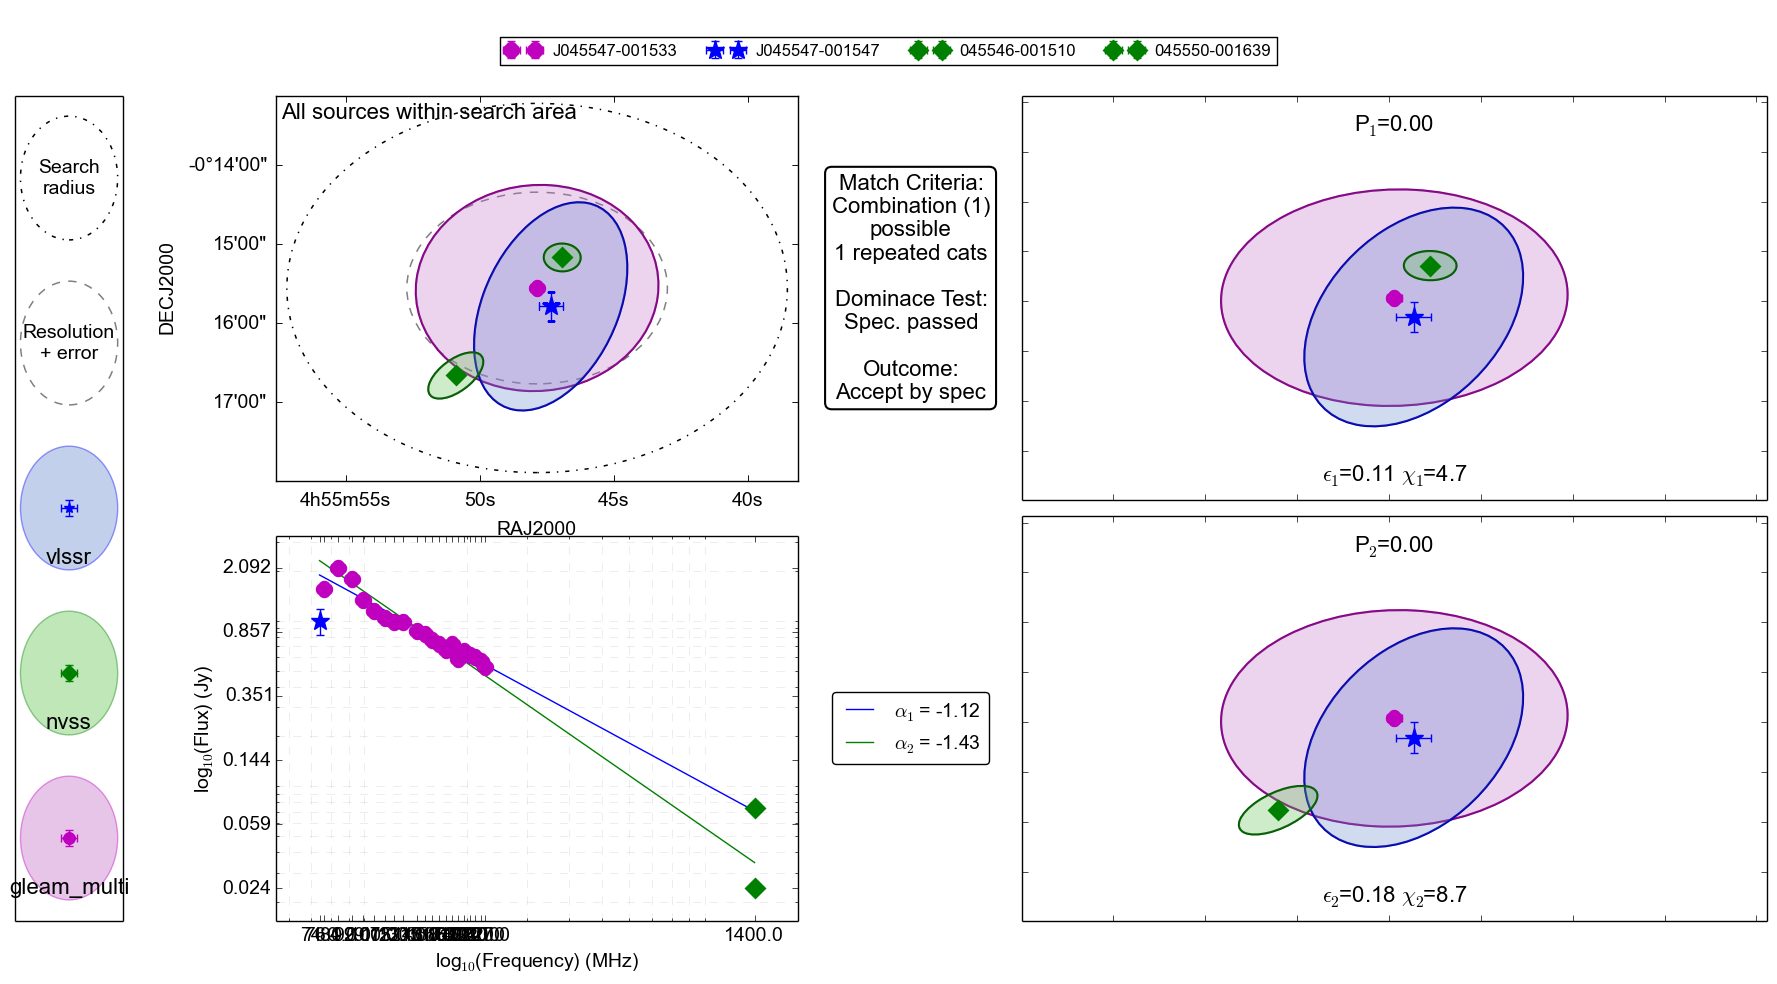 J045547-001533 J045547-001547 045546-001510 045550-001639
Search
radius
Resolution
+ error
vlssr
nvss
gleam_multi
All sources within search area
DECJ2000
-0°14'00"
15'00"
16'00"
17'00"
4h55m55s 50s 45s 40s
RAJ2000
Match Criteria:
Combination (1)
possible
1 repeated cats
Dominace Test:
Spec. passed
Outcome:
Accept by spec
P1=0.00
ϵ1=0.11 χ1=4.7
log10(Flux) (Jy)
2.092
0.857
0.351
0.144
0.059
0.024
1400.0
log10(Frequency) (MHz)
α1 = -1.12
α2 = -1.43
P2=0.00
ϵ2=0.18 χ2=8.7